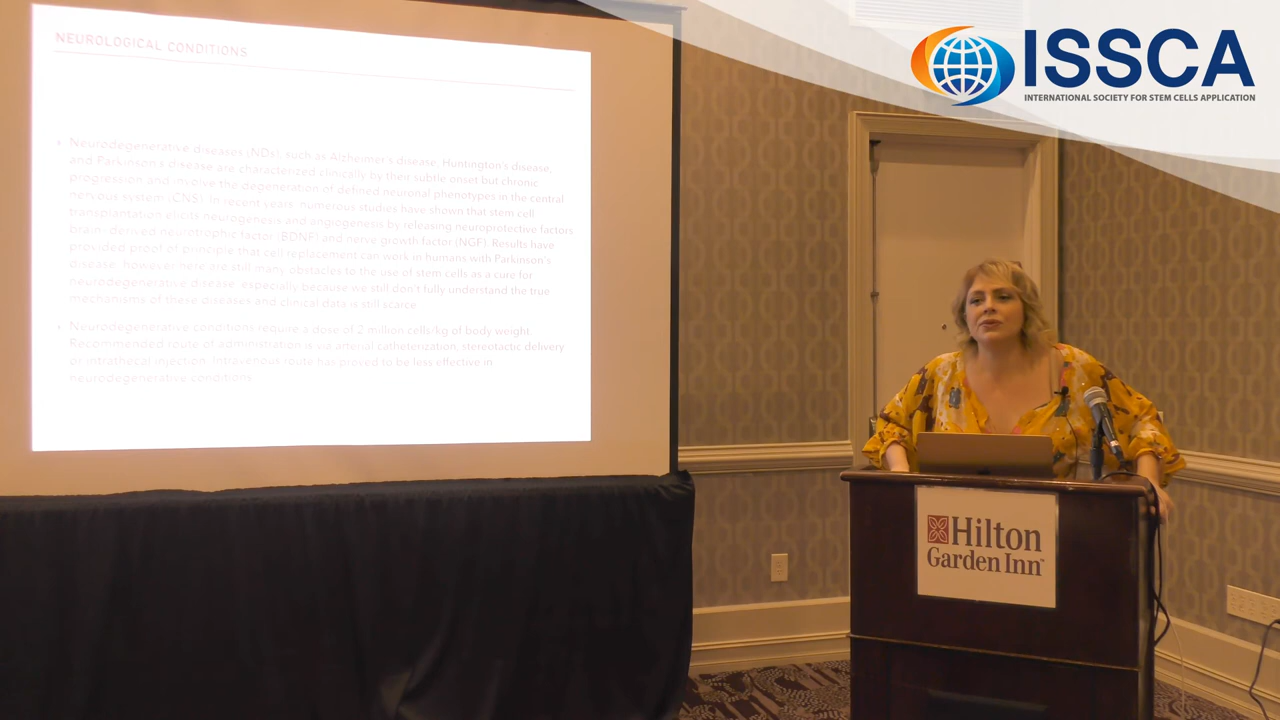 NEUROLOGICAL CONDITIONS
Neurodegenerative diseases (NDs), such as Alzheimer's disease, Huntington's disease,
and Parkinson's disease are characterized clinically by their subtle onset but chronic
progression and involve the degeneration of defined neuronal phenotypes in the central
nervous system (CNS). In recent years, numerous studies have shown that stem cell
transplantation elicits neurogenesis and angiogenesis by releasing neuroprotective factors
brain- derived neurotrophic factor (BDNF) and nerve growth factor (NGF). Results have
provided proof of principle that cell replacement can work in humans with Parkinson's
disease, however here are still many obstacles to the use of stem cells as a cure for
neurodegenerative disease, especially because we still don't fully understand the true
mechanisms of these diseases and clinical data is still scarce.
Neurodegenerative conditions require a dose of 2 million cells/kg of body weight.
Recommended route of administration is via arterial catheterization, stereotactic delivery
or intrathecal injection. Intravenous route has proved to be less effective in
neurodegenerative conditions.
ISSCA
INTERNATIONAL SOCIETY FOR STEM CELLS APPLICATION
Hilton
Garden Inn™